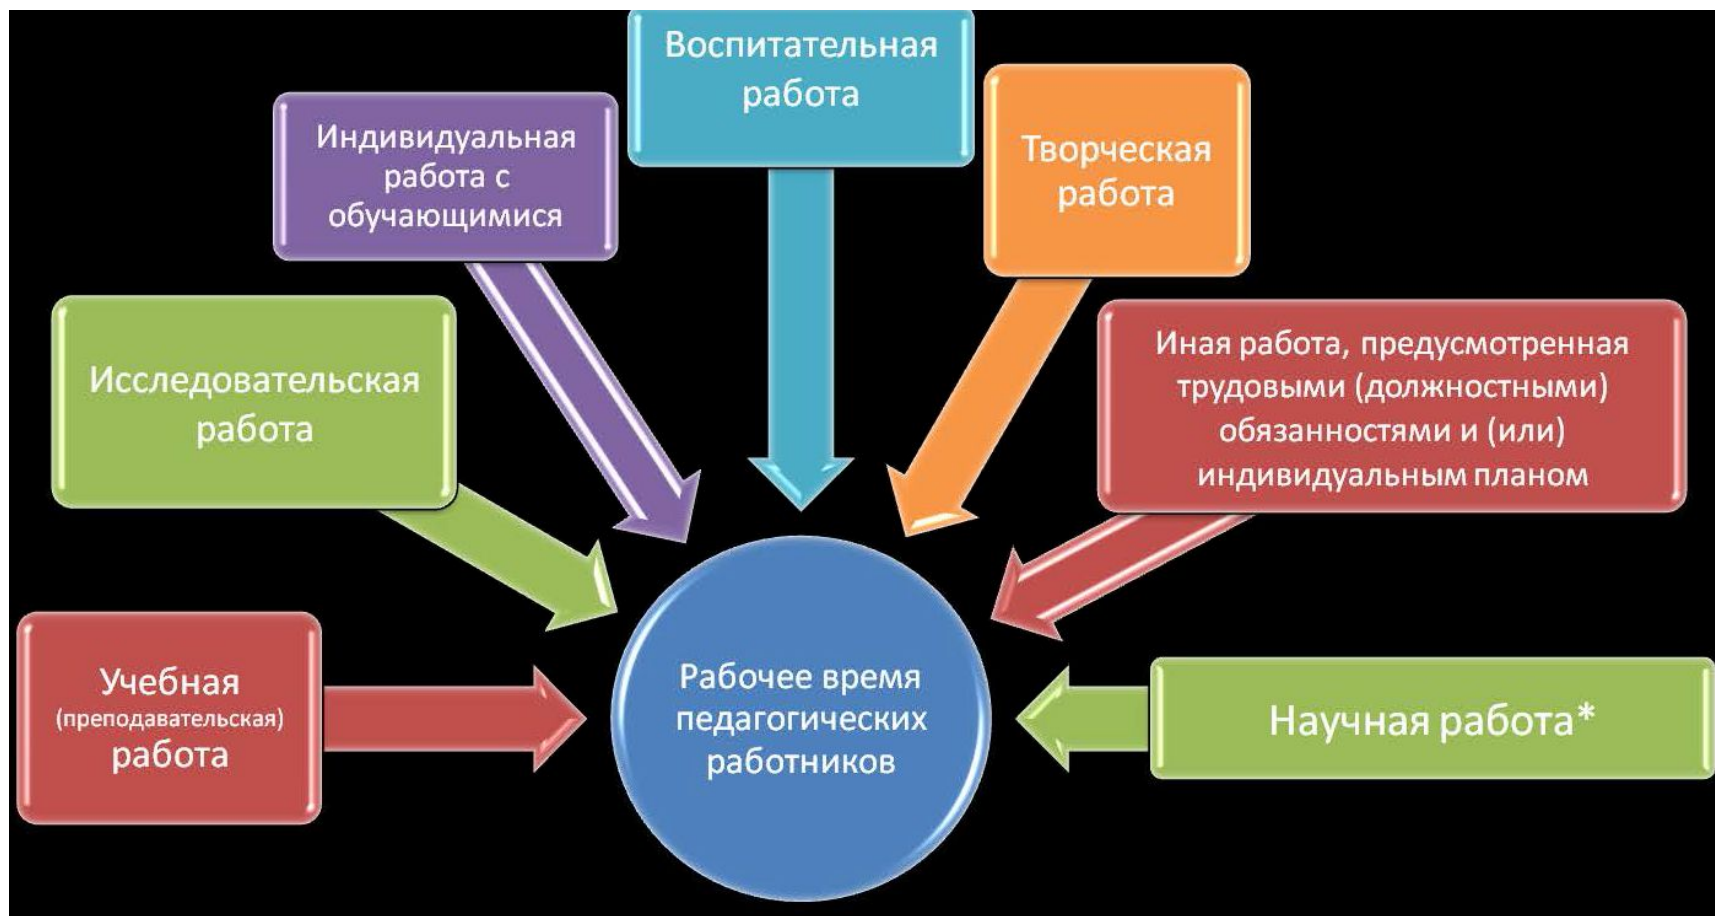 Воспитательная
работа
Индивидуальная
работа с
обучающимися
Творческая
работа
Исследовательская
работа
Иная работа, предусмотренная
трудовыми (должностными)
обязанностями и (или)
индивидуальным планом
Учебная
(преподавательская)
работа
Рабочее время
педагогических
работников
Научная работа*